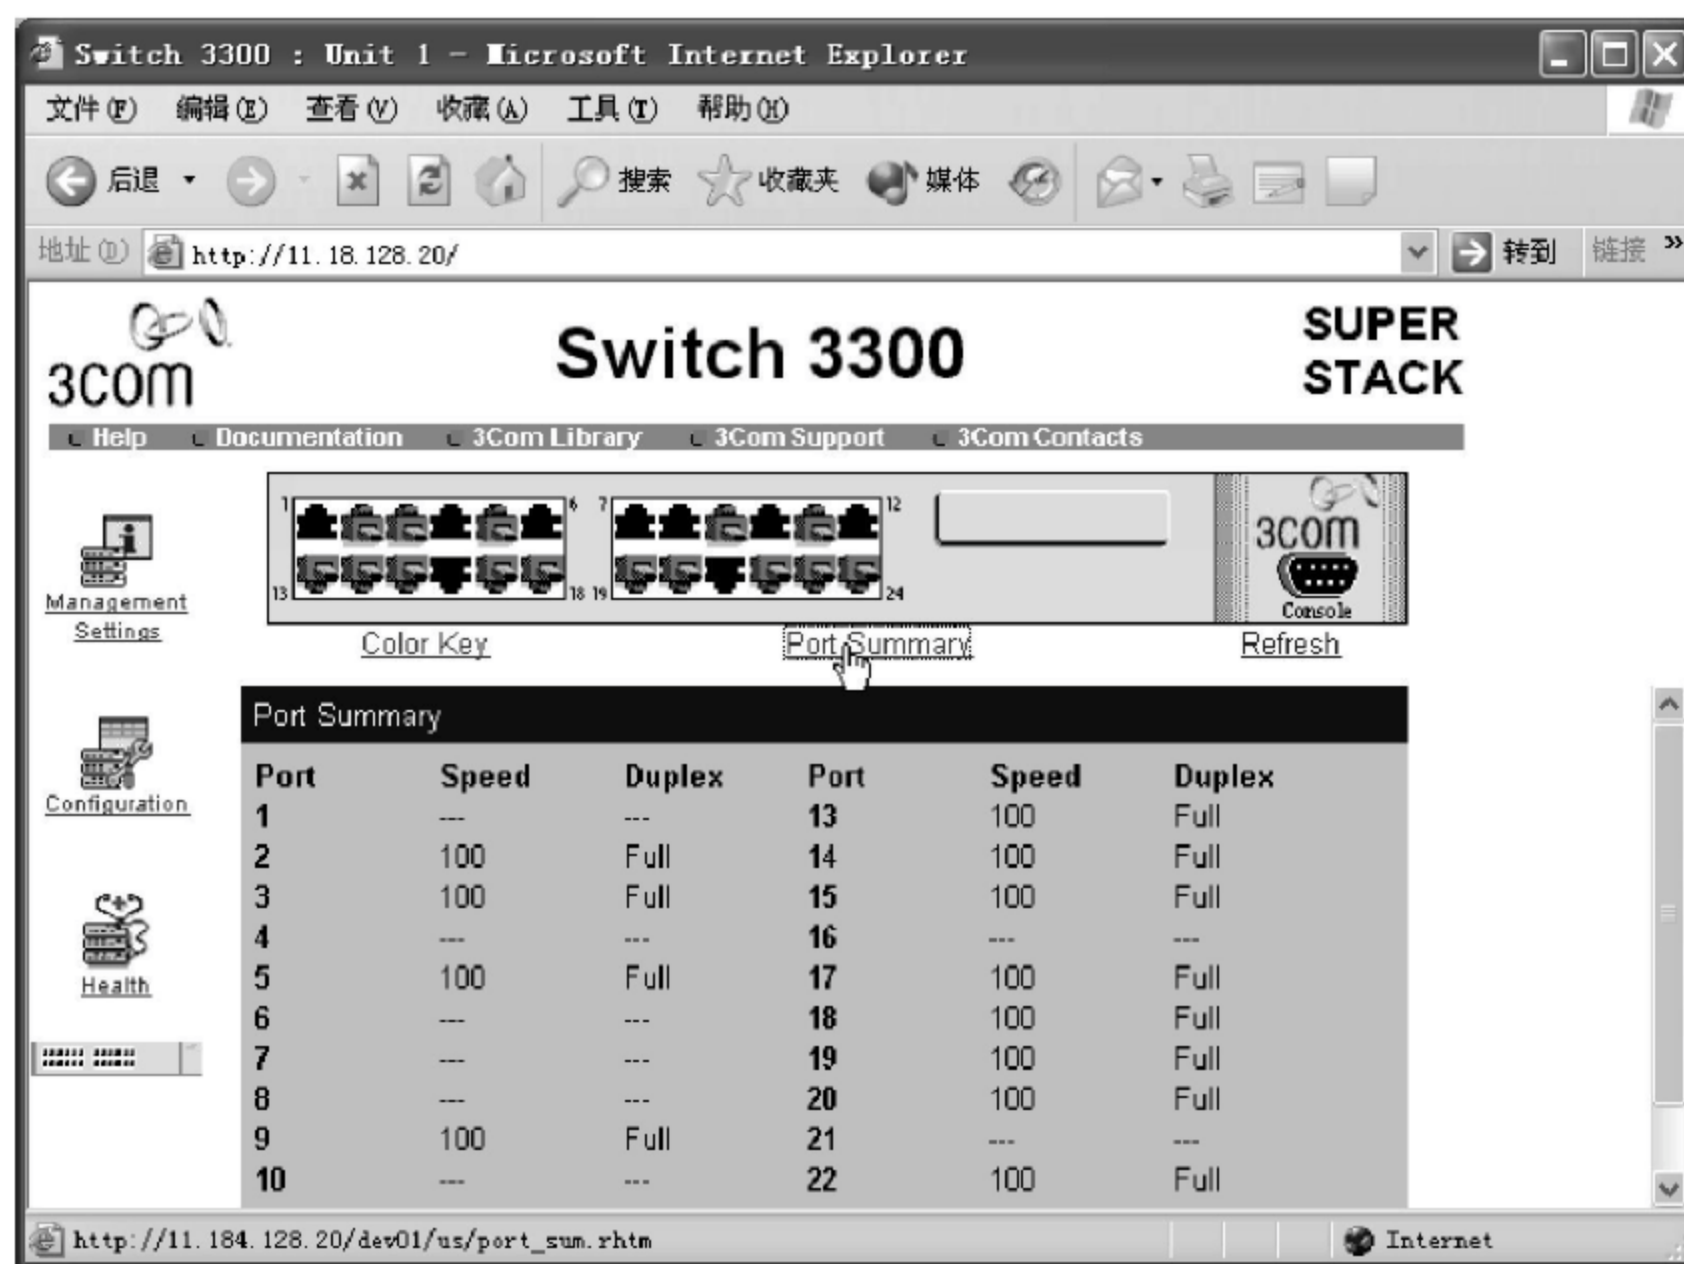 Switch 3300 : Unit 1 - Microsoft Internet Explorer
文件(F) 编辑(E) 查看(V) 收藏(A) 工具(T) 帮助(H)
后退 搜索 收藏夹 媒体
地址(D) http://11.18.128.20/ 转到 链接 »
3COM Switch 3300 SUPER
STACK
Help Documentation 3Com Library 3Com Support 3Com Contacts
1 6 7 12
3COM
13 18 19 24
Console
Management
Settings
Color Key Port Summary Refresh
Port Summary
Port Speed Duplex Port Speed Duplex
Configuration
1 --- --- 13 100 Full
2 100 Full 14 100 Full
3 100 Full 15 100 Full
4 --- --- 16 --- ---
Health
5 100 Full 17 100 Full
6 --- --- 18 100 Full
7 --- --- 19 100 Full
8 --- --- 20 100 Full
9 100 Full 21 --- ---
10 --- --- 22 100 Full
http://11.184.128.20/dev01/us/port_sum.rhtm Internet